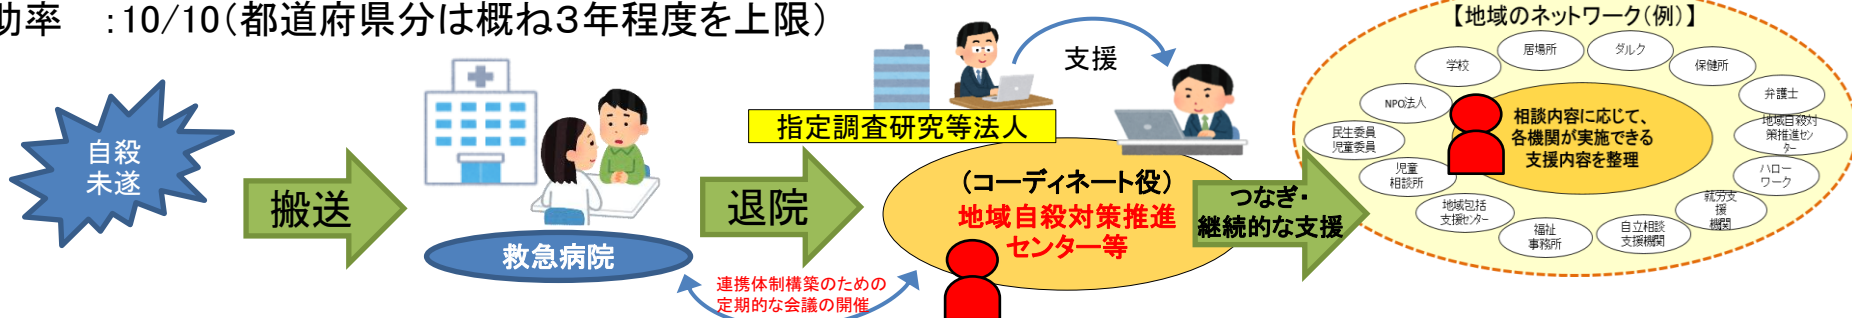 助率　：10/10（都道府県分は概ね３年程度を上限）
自殺
未遂
搬送
救急病院
退院
連携体制構築のための
定期的な会議の開催
支援
指定調査研究等法人
（コーディネート役）
地域自殺対策推進
センター等
つなぎ・
継続的な支援
【地域のネットワーク（例）】
居場所
ダルク
学校
保健所
NPO法人
弁護士
民生委員
児童委員
地域自殺対
策推進セン
ター
児童
相談所
ハロー
ワーク
地域包括
支援センター
就労支
援
機関
福祉
事務所
自立相談
支援機関
相談内容に応じて、
各機関が実施できる
支援内容を整理